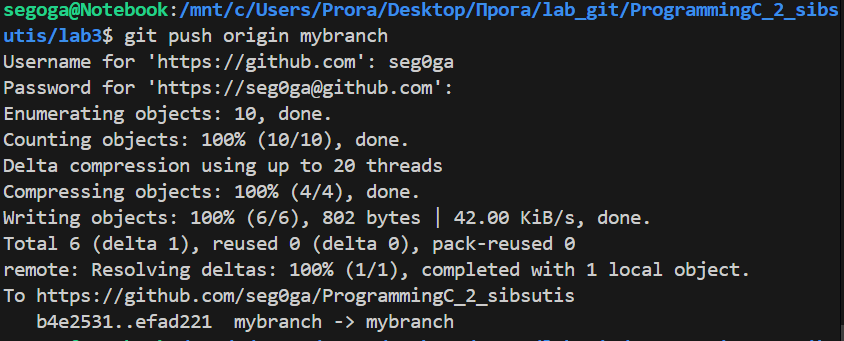 segoga@Notebook:/mnt/c/Users/Prora/Desktop/Прога/lab_git/ProgrammingC_2_sibs
utis/lab3$ git push origin mybranch
Username for 'https://github.com': seg0ga
Password for 'https://seg0ga@github.com':
Enumerating objects: 10, done.
Counting objects: 100% (10/10), done.
Delta compression using up to 20 threads
Compressing objects: 100% (4/4), done.
Writing objects: 100% (6/6), 802 bytes | 42.00 KiB/s, done.
Total 6 (delta 1), reused 0 (delta 0), pack-reused 0
remote: Resolving deltas: 100% (1/1), completed with 1 local object.
To https://github.com/seg0ga/ProgrammingC_2_sibsutis
   b4e2531..efad221  mybranch -> mybranch